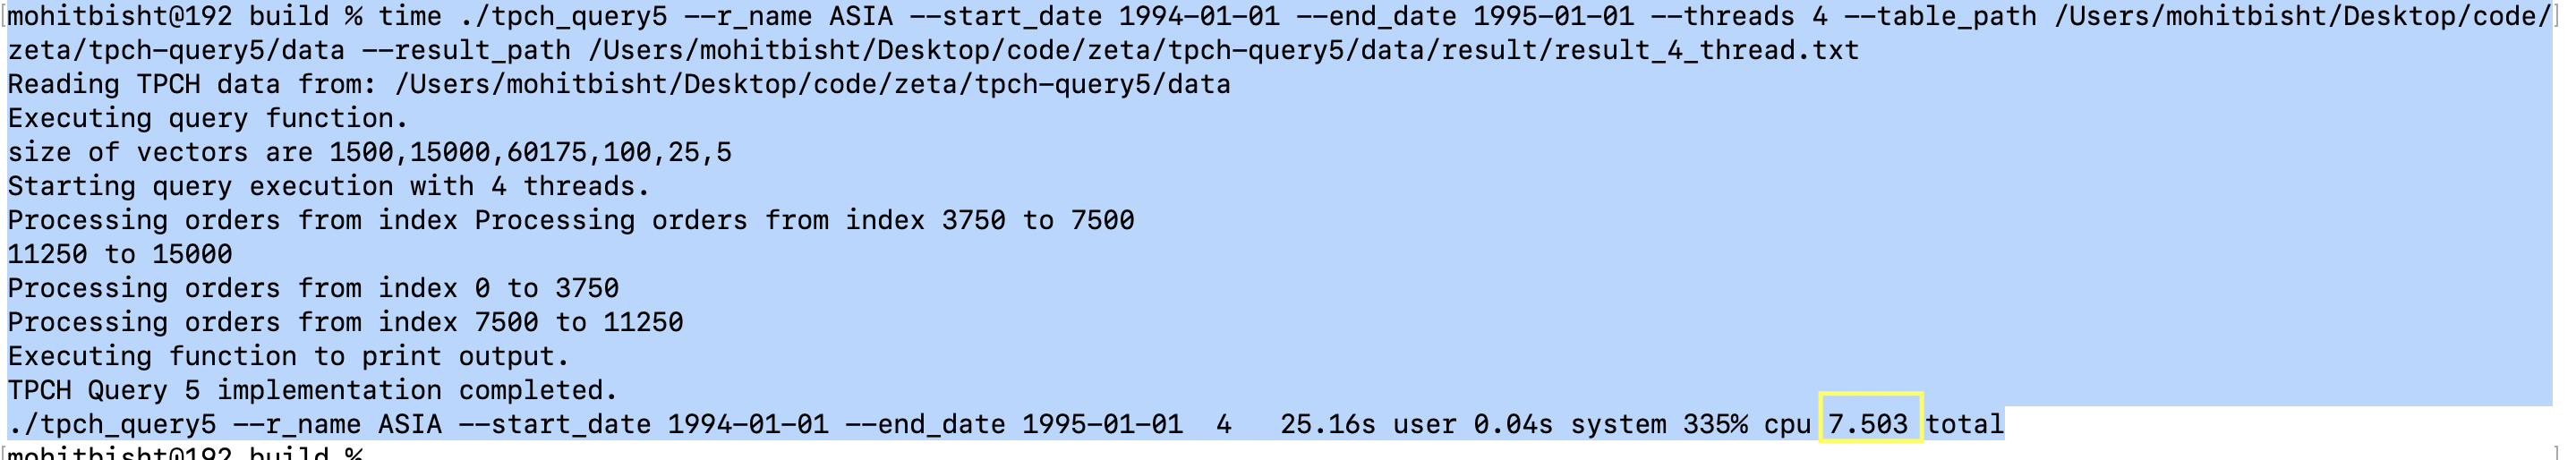 mohitbisht@192 build % time ./tpch_query5 --r_name ASIA --start_date 1994-01-01 --end_date 1995-01-01 --threads 4 --table_path /Users/mohitbisht/Desktop/code/
zeta/tpch-query5/data --result_path /Users/mohitbisht/Desktop/code/zeta/tpch-query5/data/result/result_4_thread.txt
Reading TPCH data from: /Users/mohitbisht/Desktop/code/zeta/tpch-query5/data
Executing query function.
size of vectors are 1500,15000,60175,100,25,5
Starting query execution with 4 threads.
Processing orders from index Processing orders from index 3750 to 7500
11250 to 15000
Processing orders from index 0 to 3750
Processing orders from index 7500 to 11250
Executing function to print output.
TPCH Query 5 implementation completed.
./tpch_query5 --r_name ASIA --start_date 1994-01-01 --end_date 1995-01-01  4   25.16s user 0.04s system 335% cpu 7.503 total
mohitbisht@192 build %